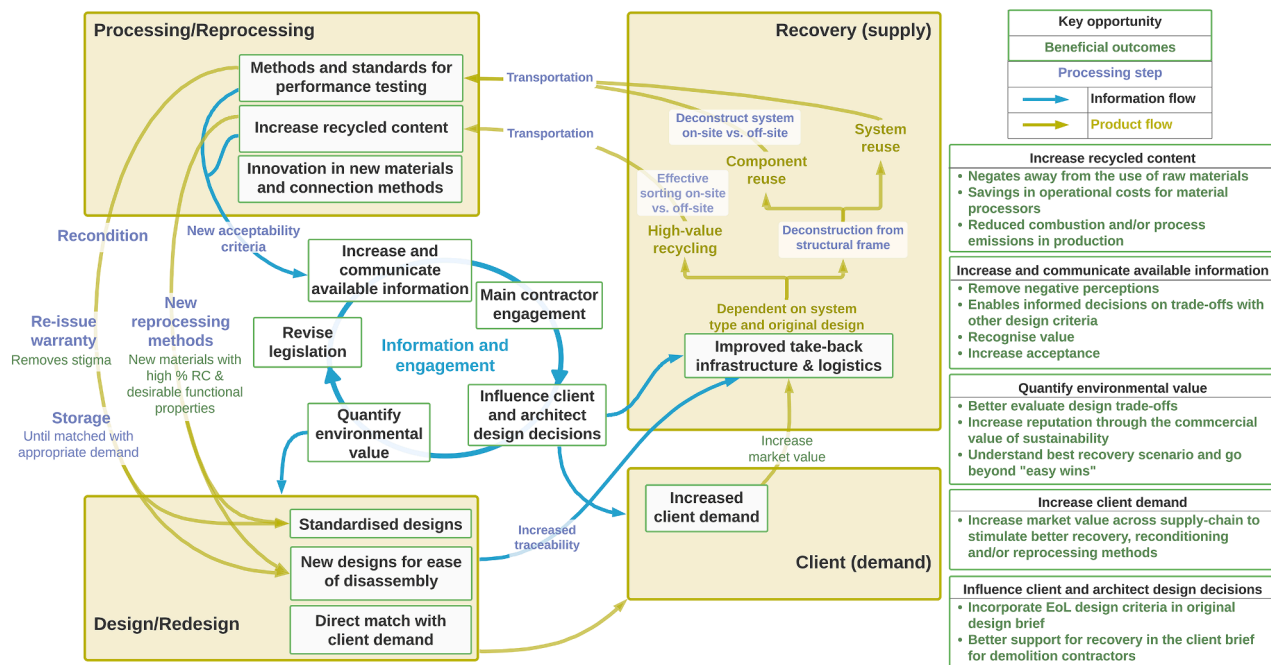 Processing/Reprocessing
Methods and standards for
performance testing
Increase recycled content
Innovation in new materials
and connection methods
Transportation
Transportation
Recovery (supply)
Deconstruct system
on-site vs. off-site
System
reuse
Component
reuse
Effective
sorting on-site
vs. off-site
High-value
recycling
Deconstruction from
structural frame
Dependent on system
type and original design
Improved take-back
infrastructure & logistics
Recondition
New acceptability
criteria
Increase and
communicate
available information
Main contractor
engagement
Revise
legislation
Information and
engagement
Influence client
and architect
design decisions
Quantify
environmental
value
Re-issue
warranty
Removes stigma
New
reprocessing
methods
New materials with
high % RC &
desirable functional
properties
Storage
Until matched with
appropriate demand
Increase
market value
Increased
client demand
Client (demand)
Increased
traceability
Standardised designs
New designs for ease
of disassembly
Direct match with
client demand
Design/Redesign
Key opportunity
Beneficial outcomes
Processing step
Information flow
Product flow
Increase recycled content
• Negates away from the use of raw materials
• Savings in operational costs for material
processors
• Reduced combustion and/or process
emissions in production
Increase and communicate available information
• Remove negative perceptions
• Enables informed decisions on trade-offs with
other design criteria
• Recognise value
• Increase acceptance
Quantify environmental value
• Better evaluate design trade-offs
• Increase reputation through the commcercial
value of sustainability
• Understand best recovery scenario and go
beyond "easy wins"
Increase client demand
• Increase market value across supply-chain to
stimulate better recovery, reconditioning
and/or reprocessing methods
Influence client and architect design decisions
• Incorporate EoL design criteria in original
design brief
• Better support for recovery in the client brief
for demolition contractors